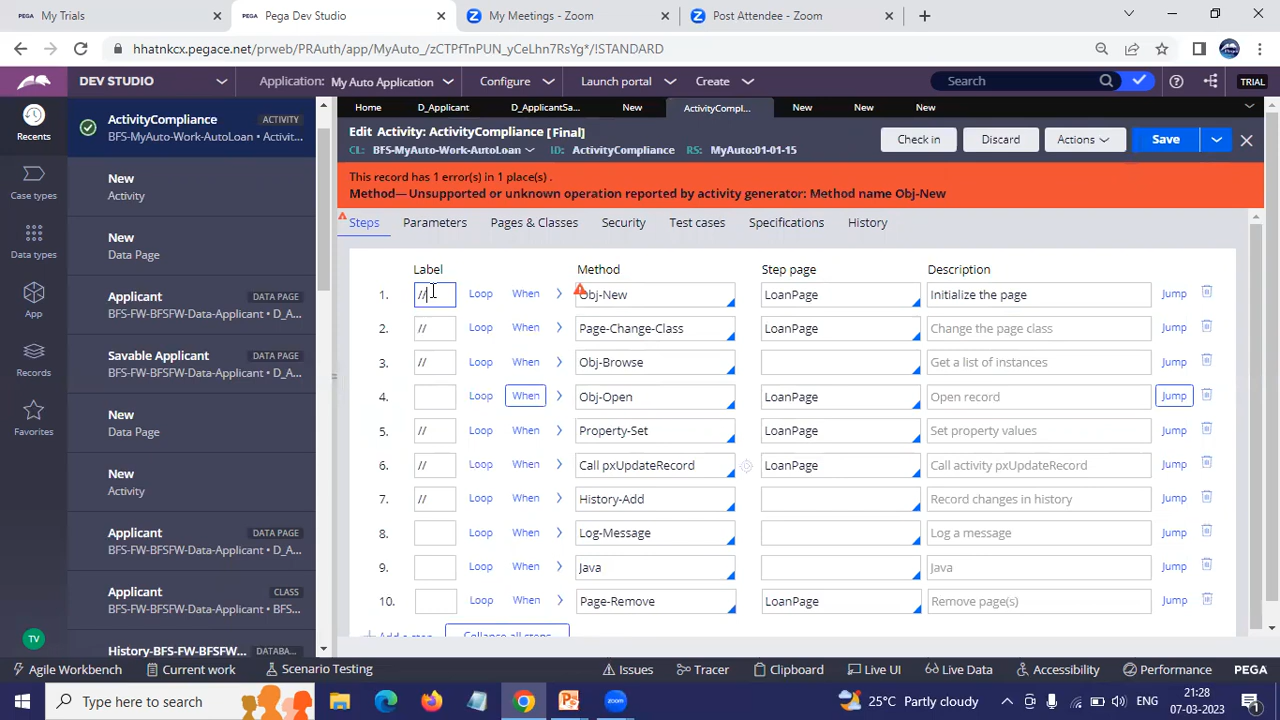 My Trials
Pega Dev Studio
My Meetings - Zoom
Post Attendee - Zoom
hhatnkcx.pegace.net/prweb/PRAuth/app/MyAuto_/zCTPfTnPUN_yCeLhn7RsYg*/!STANDARD
DEV STUDIO
Application: My Auto Application
Configure
Launch portal
Create
Search
TRIAL
Home
D_Applicant
D_ApplicantSa...
New
ActivityCompl...
New
New
New
Recents
Case types
Data types
App
Records
Favorites
TV
ActivityCompliance ACTIVITY
BFS-MyAuto-Work-AutoLoan • Activit...
New
Activity
New
Data Page
Applicant DATA PAGE
BFS-FW-BFSFW-Data-Applicant • D_A...
Savable Applicant DATA PAGE
BFS-FW-BFSFW-Data-Applicant • D_A...
New
Data Page
New
Activity
Applicant DATA PAGE
BFS-FW-BFSFW-Data-Applicant • D_A...
Applicant CLASS
BFS-FW-BFSFW-Data-Applicant • BFS...
History-BFS-FW-BFSFW... DATABA...
Edit Activity: ActivityCompliance [Final]
CL: BFS-MyAuto-Work-AutoLoan ID: ActivityCompliance RS: MyAuto:01-01-15
Check in
Discard
Actions
Save
This record has 1 error(s) in 1 place(s) .
Method— Unsupported or unknown operation reported by activity generator: Method name Obj-New
Steps Parameters Pages & Classes Security Test cases Specifications History
Label Method Step page Description
1. // Loop When Obj-New LoanPage Initialize the page Jump
2. // Loop When Page-Change-Class LoanPage Change the page class Jump
3. // Loop When Obj-Browse Get a list of instances Jump
4. Loop When Obj-Open LoanPage Open record Jump
5. // Loop When Property-Set LoanPage Set property values Jump
6. // Loop When Call pxUpdateRecord LoanPage Call activity pxUpdateRecord Jump
7. // Loop When History-Add Record changes in history Jump
8. Loop When Log-Message Log a message Jump
9. Loop When Java Java Jump
10. Loop When Page-Remove LoanPage Remove page(s) Jump
Add a step Collapse all steps
Agile Workbench Current work Scenario Testing Issues Tracer Clipboard Live UI Live Data Accessibility Performance PEGA
Type here to search
25°C Partly cloudy
ENG
21:28
07-03-2023
1